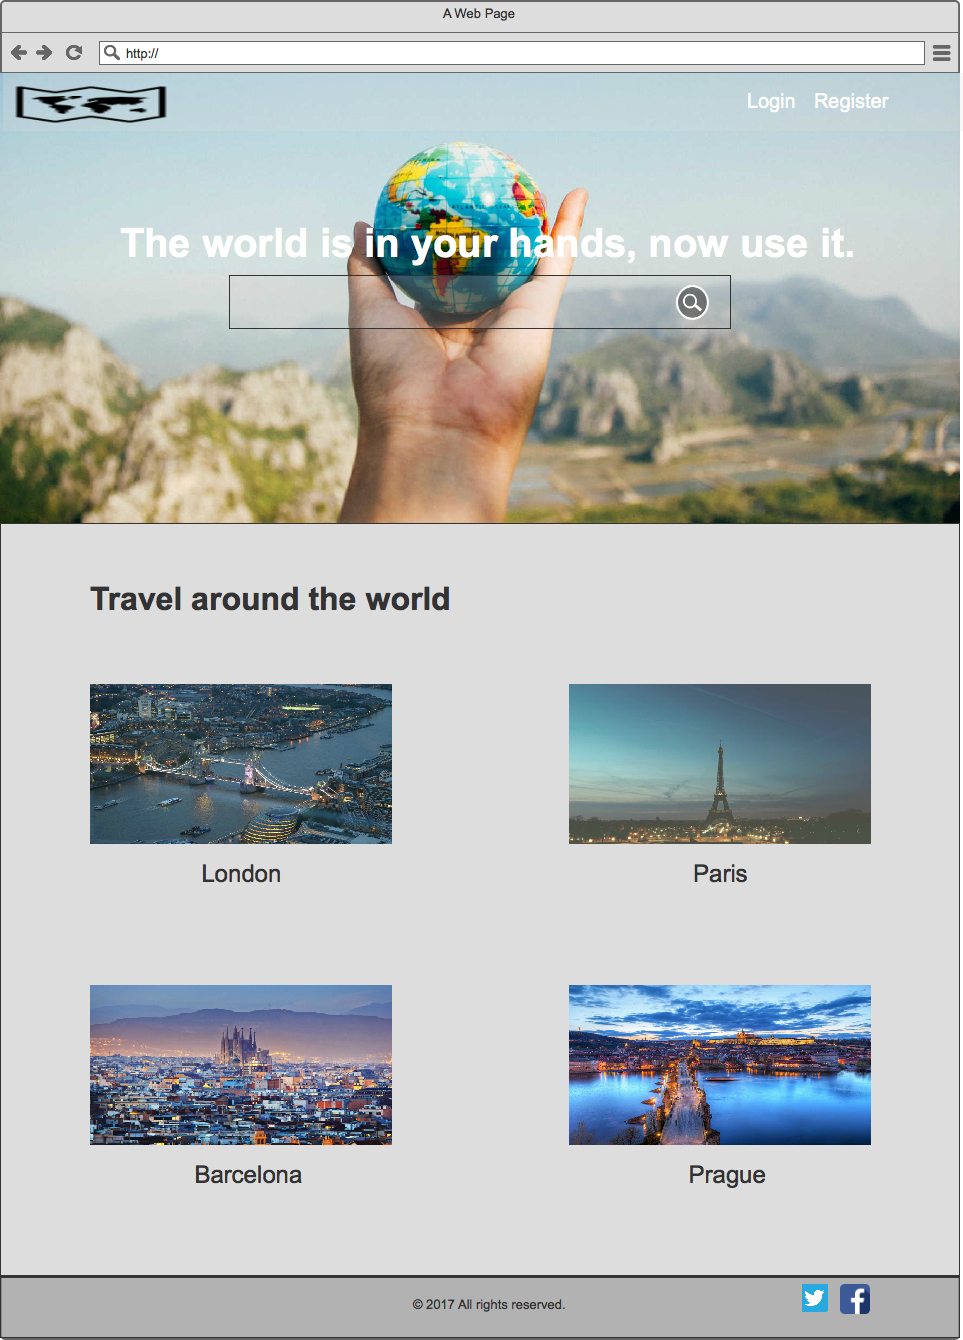 A Web Page
http://
Login Register
The world is in your hands, now use it.
Travel around the world
London
Paris
Barcelona
Prague
© 2017 All rights reserved.